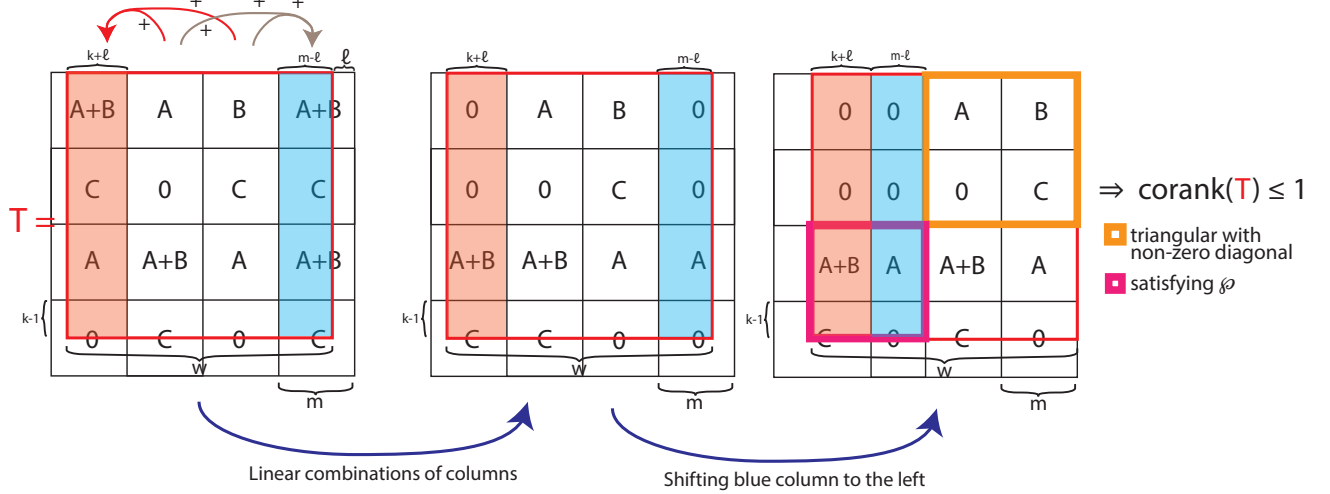 + + + + +
k+ℓ m-ℓ ℓ
A+B A B A+B
C 0 C C
T =
A A+B A A+B
k-1
0 C 0 C
w
m
k+ℓ m-ℓ
0 A B 0
0 0 C 0
A+B A+B A A
k-1
C C 0 0
w
m
k+ℓ m-ℓ
0 0 A B
0 0 0 C
A+B A A+B A
k-1
C 0 C 0
w
m
⇒ corank(T) ≤ 1
triangular with
non-zero diagonal
satisfying ℘
Linear combinations of columns
Shifting blue column to the left